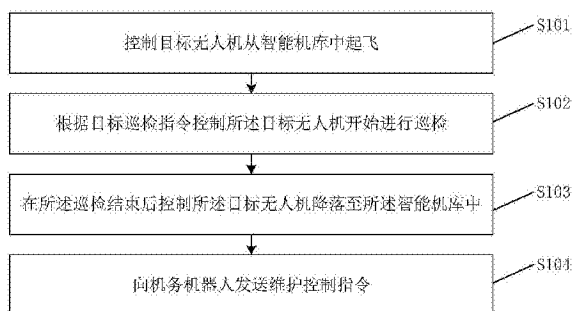 控制目标无人机从智能机库中起飞
S101
根据目标巡检指令控制所述目标无人机开始进行巡检
S102
在所述巡检结束后控制所述目标无人机降落至所述智能机库中
S103
向机务机器人发送维护控制指令
S104